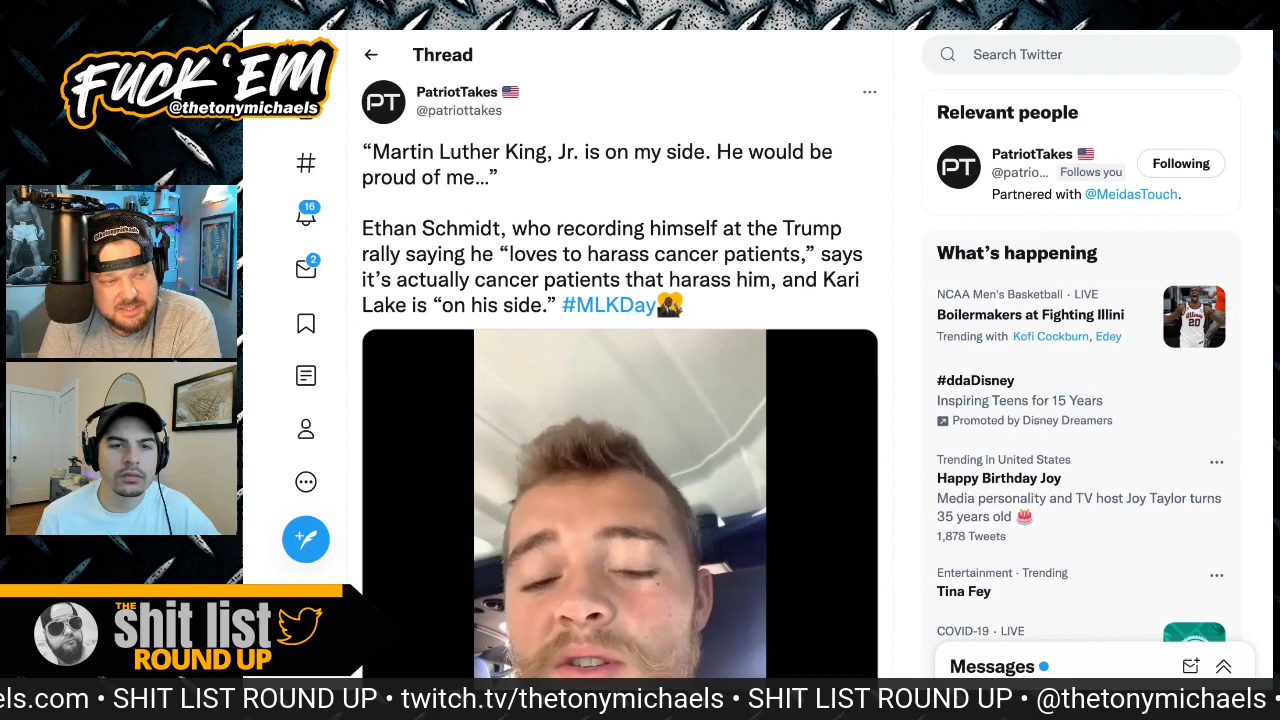 FUCK 'EM
@thetonymichaels
Thread
PT
PatriotTakes 🇺🇸
@patriottakes
“Martin Luther King, Jr. is on my side. He would be
proud of me…”
Ethan Schmidt, who recording himself at the Trump
rally saying he “loves to harass cancer patients,” says
it’s actually cancer patients that harass him, and Kari
Lake is “on his side.” #MLKDay
16
2
Search Twitter
Relevant people
PT
PatriotTakes 🇺🇸
@patrio... Follows you
Following
Partnered with @MeidasTouch.
What’s happening
NCAA Men's Basketball · LIVE
Boilermakers at Fighting Illini
Trending with Kofi Cockburn, Edey
#ddaDisney
Inspiring Teens for 15 Years
Promoted by Disney Dreamers
Trending in United States
Happy Birthday Joy
Media personality and TV host Joy Taylor turns
35 years old 🎂
1,878 Tweets
Entertainment · Trending
Tina Fey
COVID-19 · LIVE
Messages
THE
shit list
ROUND UP
els.com • SHIT LIST ROUND UP • twitch.tv/thetonymichaels • SHIT LIST ROUND UP • @thetonymichaels •